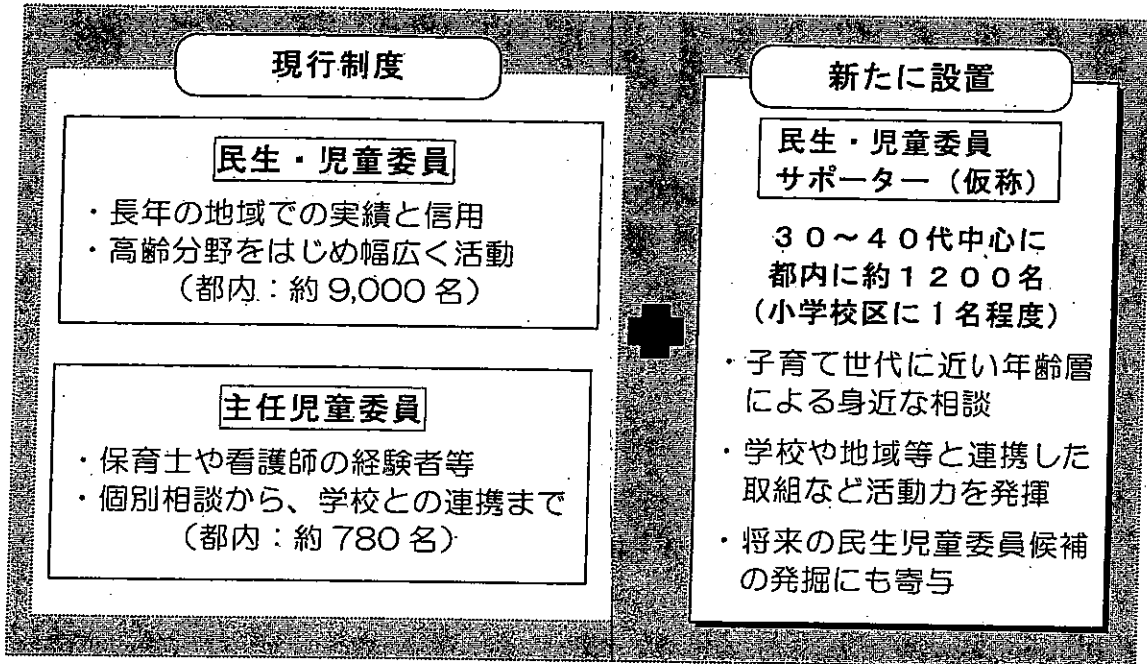 現行制度
民生・児童委員
・長年の地域での実績と信用
・高齢分野をはじめ幅広く活動
（都内：約9,000名）
主任児童委員
・保育士や看護師の経験者等
・個別相談から、学校との連携まで
（都内：約780名）
新たに設置
民生・児童委員
サポーター（仮称）
３０～４０代中心に
都内に約１２００名
（小学校区に１名程度）
・子育て世代に近い年齢層
による身近な相談
・学校や地域等と連携した
取組など活動力を発揮
・将来の民生児童委員候補
の発掘にも寄与